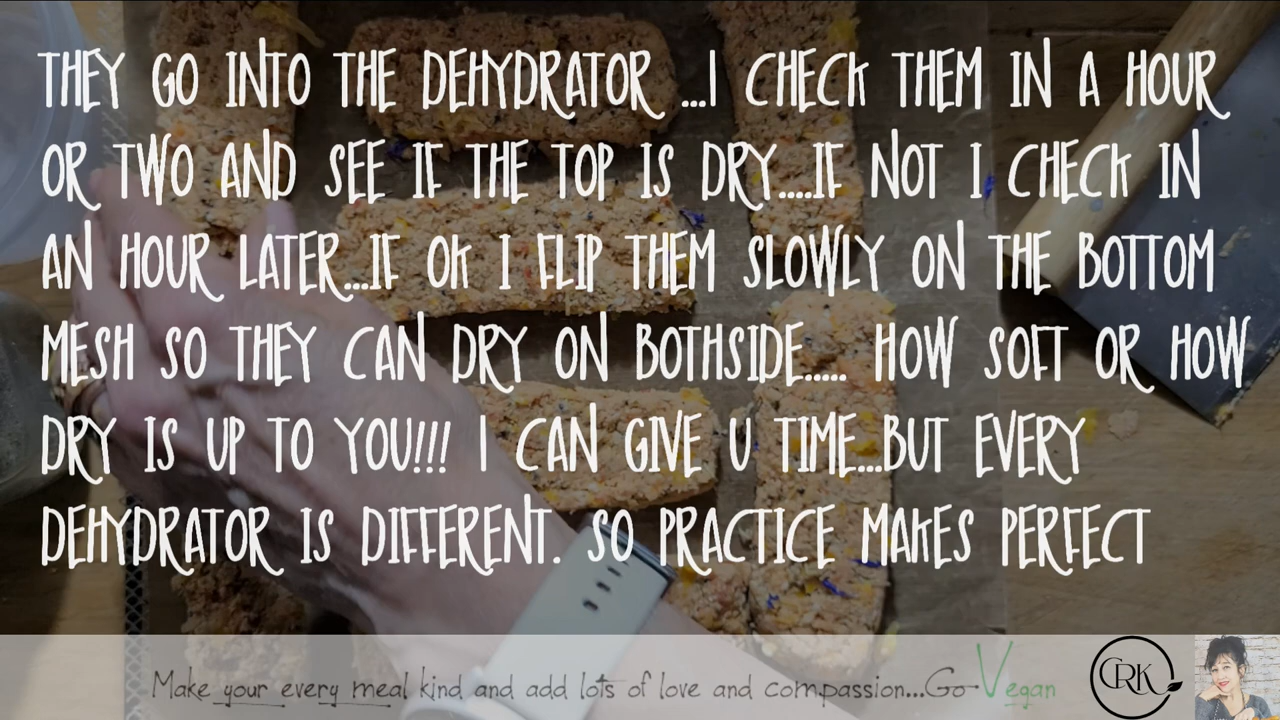 THEY GO INTO THE DEHYDRATOR ...I CHECK THEM IN A HOUR
OR TWO AND SEE IF THE TOP IS DRY....IF NOT I CHECK IN
AN HOUR LATER...IF OK I FLIP THEM SLOWLY ON THE BOTTOM
MESH SO THEY CAN DRY ON BOTHSIDE..... HOW SOFT OR HOW
DRY IS UP TO YOU!!! I CAN GIVE U TIME...BUT EVERY
DEHYDRATOR IS DIFFERENT. SO PRACTICE MAKES PERFECT
Make your every meal kind and add lots of love and compassion...Go Vegan
CRK